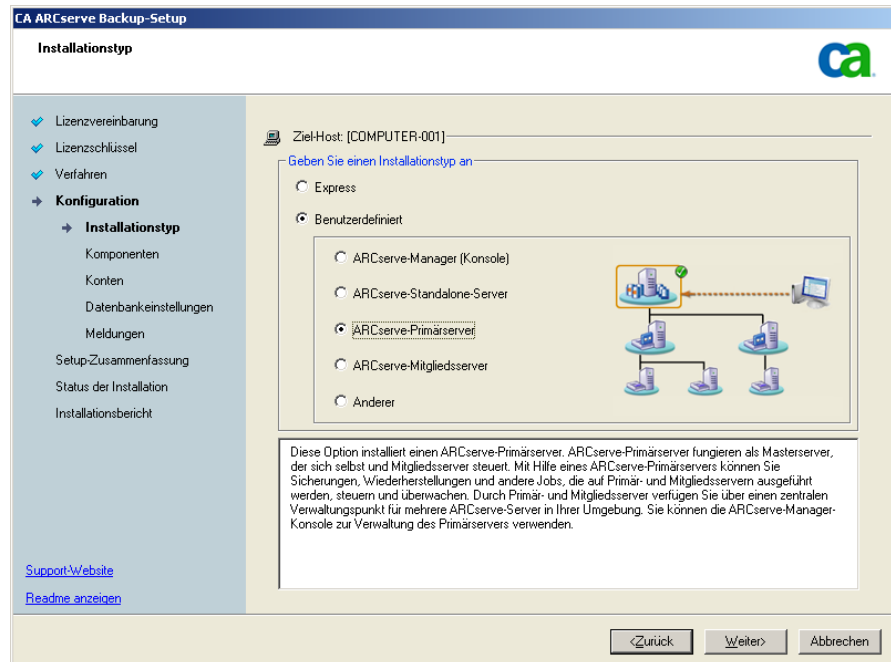 CA ARCserve Backup-Setup
Installationstyp
ca
Lizenzvereinbarung
Lizenzschlüssel
Verfahren
Konfiguration
Installationstyp
Komponenten
Konten
Datenbankeinstellungen
Meldungen
Setup-Zusammenfassung
Status der Installation
Installationsbericht
Support-Website
Readme anzeigen
Ziel-Host: [COMPUTER-001]
Geben Sie einen Installationstyp an
Express
Benutzerdefiniert
ARCserve-Manager (Konsole)
ARCserve-Standalone-Server
ARCserve-Primärserver
ARCserve-Mitgliedsserver
Anderer
Diese Option installiert einen ARCserve-Primärserver. ARCserve-Primärserver fungieren als Masterserver,
der sich selbst und Mitgliedsserver steuert. Mit Hilfe eines ARCserve-Primärservers können Sie
Sicherungen, Wiederherstellungen und andere Jobs, die auf Primär- und Mitgliedsservern ausgeführt
werden, steuern und überwachen. Durch Primär- und Mitgliedsserver verfügen Sie über einen zentralen
Verwaltungspunkt für mehrere ARCserve-Server in Ihrer Umgebung. Sie können die ARCserve-Manager-
Konsole zur Verwaltung des Primärservers verwenden.
<Zurück
Weiter>
Abbrechen